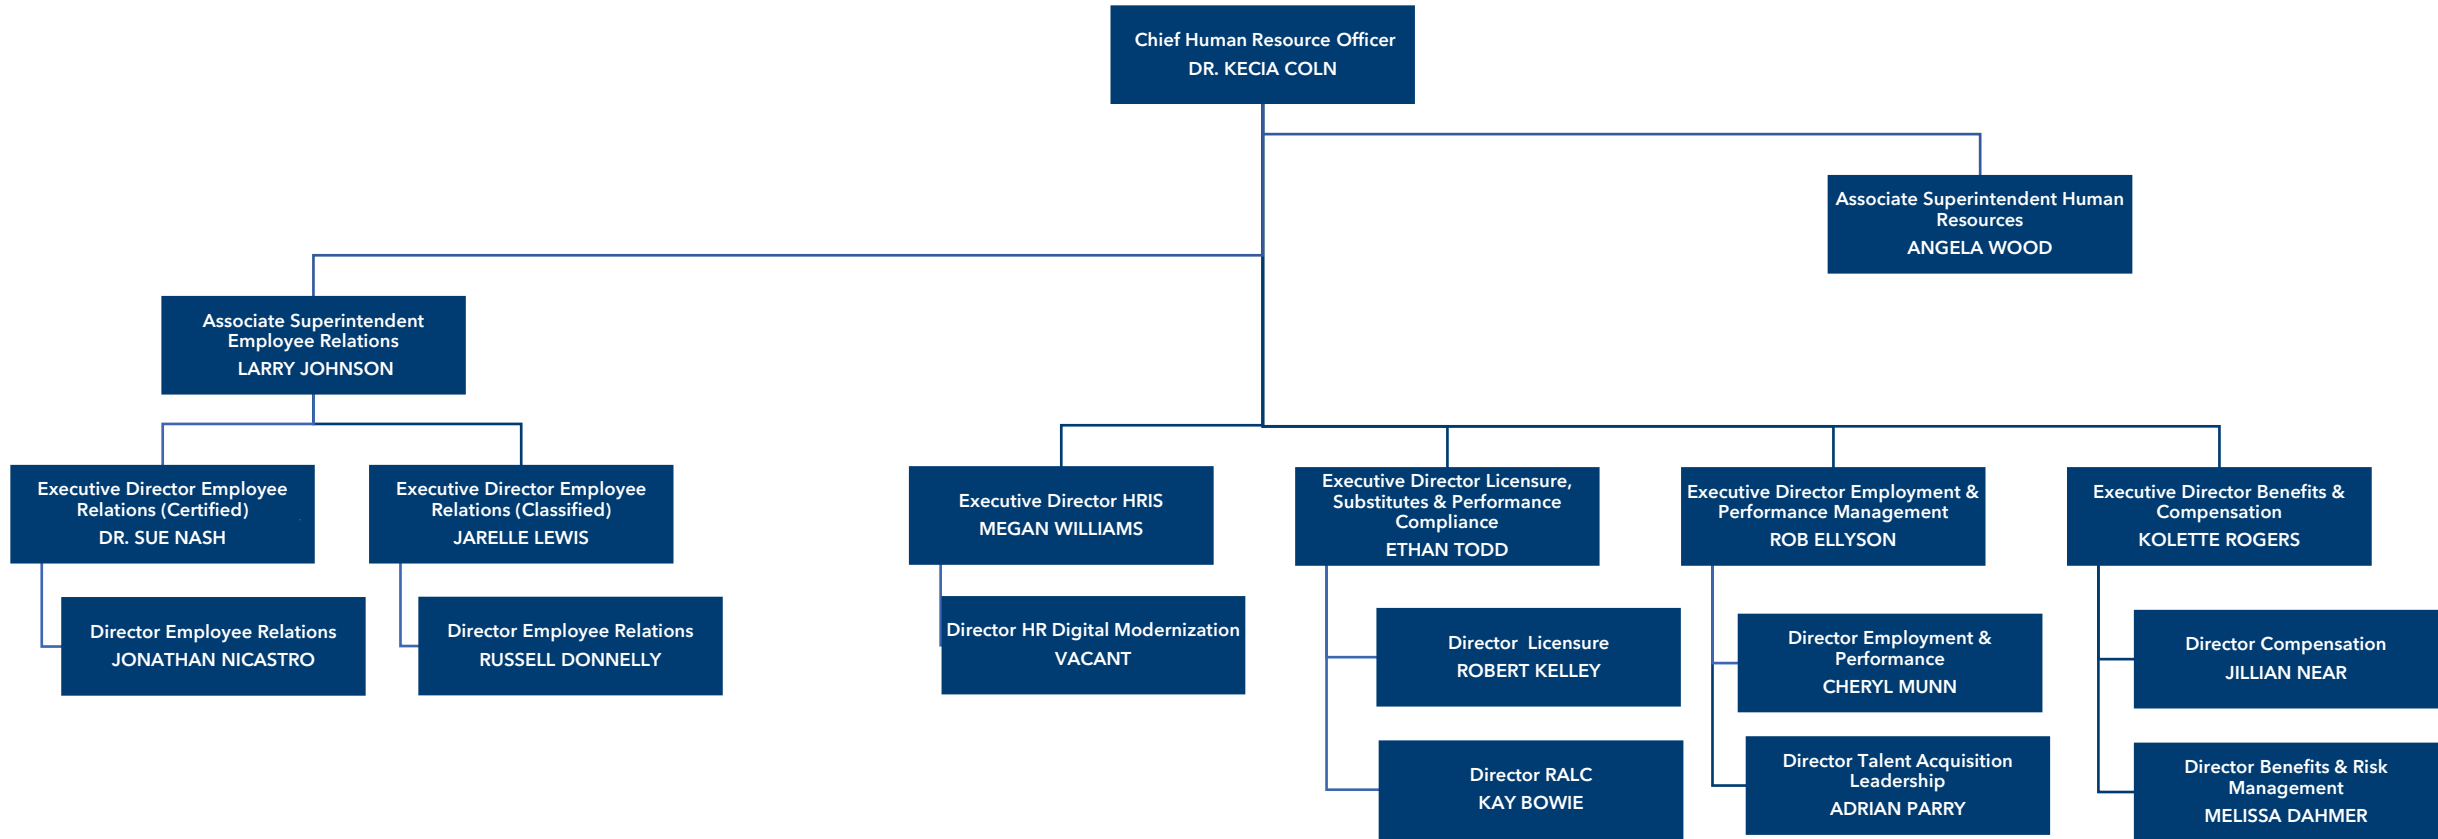 Chief Human Resource Officer
DR. KECIA COLN
Associate Superintendent Human
Resources
ANGELA WOOD
Associate Superintendent
Employee Relations
LARRY JOHNSON
Executive Director Employee
Relations (Certified)
DR. SUE NASH
Executive Director Employee
Relations (Classified)
JARELLE LEWIS
Executive Director HRIS
MEGAN WILLIAMS
Executive Director Licensure,
Substitutes & Performance
Compliance
ETHAN TODD
Executive Director Employment &
Performance Management
ROB ELLYSON
Executive Director Benefits &
Compensation
KOLETTE ROGERS
Director Employee Relations
JONATHAN NICASTRO
Director Employee Relations
RUSSELL DONNELLY
Director HR Digital Modernization
VACANT
Director  Licensure
ROBERT KELLEY
Director Employment &
Performance
CHERYL MUNN
Director Compensation
JILLIAN NEAR
Director RALC
KAY BOWIE
Director Talent Acquisition
Leadership
ADRIAN PARRY
Director Benefits & Risk
Management
MELISSA DAHMER